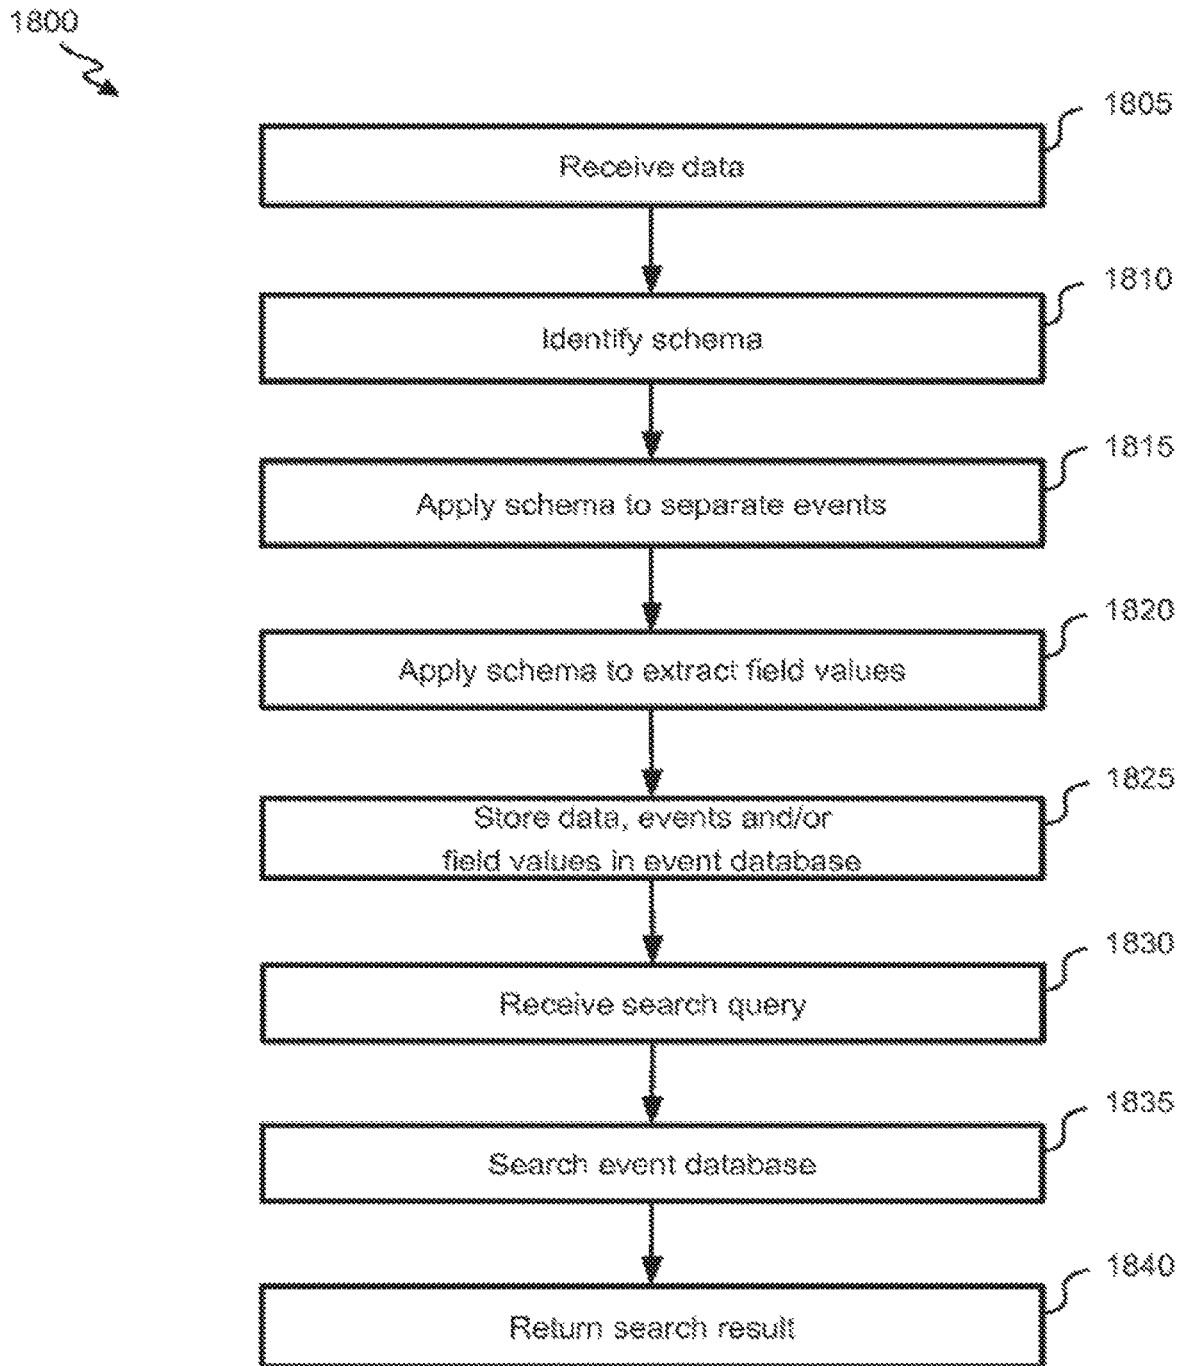 1800
1805
Receive data
1810
Identify schema
1815
Apply schema to separate events
1820
Apply schema to extract field values
1825
Store data, events and/or
field values in event database
1830
Receive search query
1835
Search event database
1840
Return search result